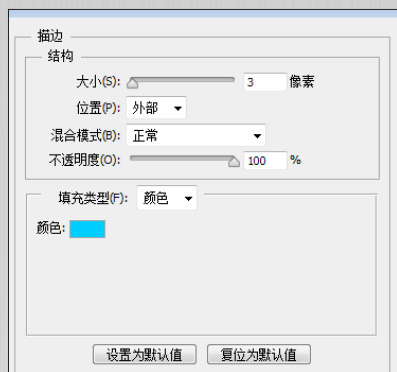 描边
结构
大小(S): 3 像素
位置(P): 外部
混合模式(B): 正常
不透明度(O): 100 %
填充类型(F): 颜色
颜色:
设置为默认值 复位为默认值